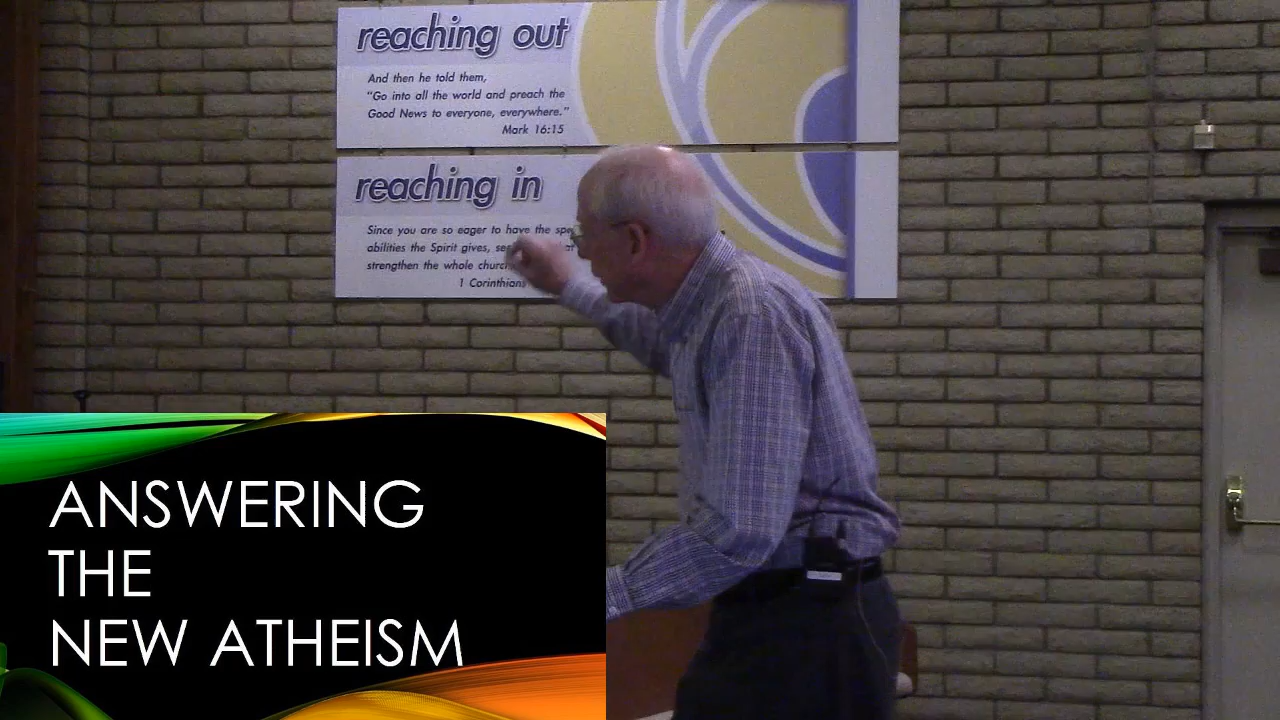 reaching out
And then he told them,
"Go into all the world and preach the
Good News to everyone, everywhere."
Mark 16:15
reaching in
Since you are so eager to have the
abilities the Spirit gives,
strengthen the whole
1 Corinthians
ANSWERING
THE
NEW ATHEISM